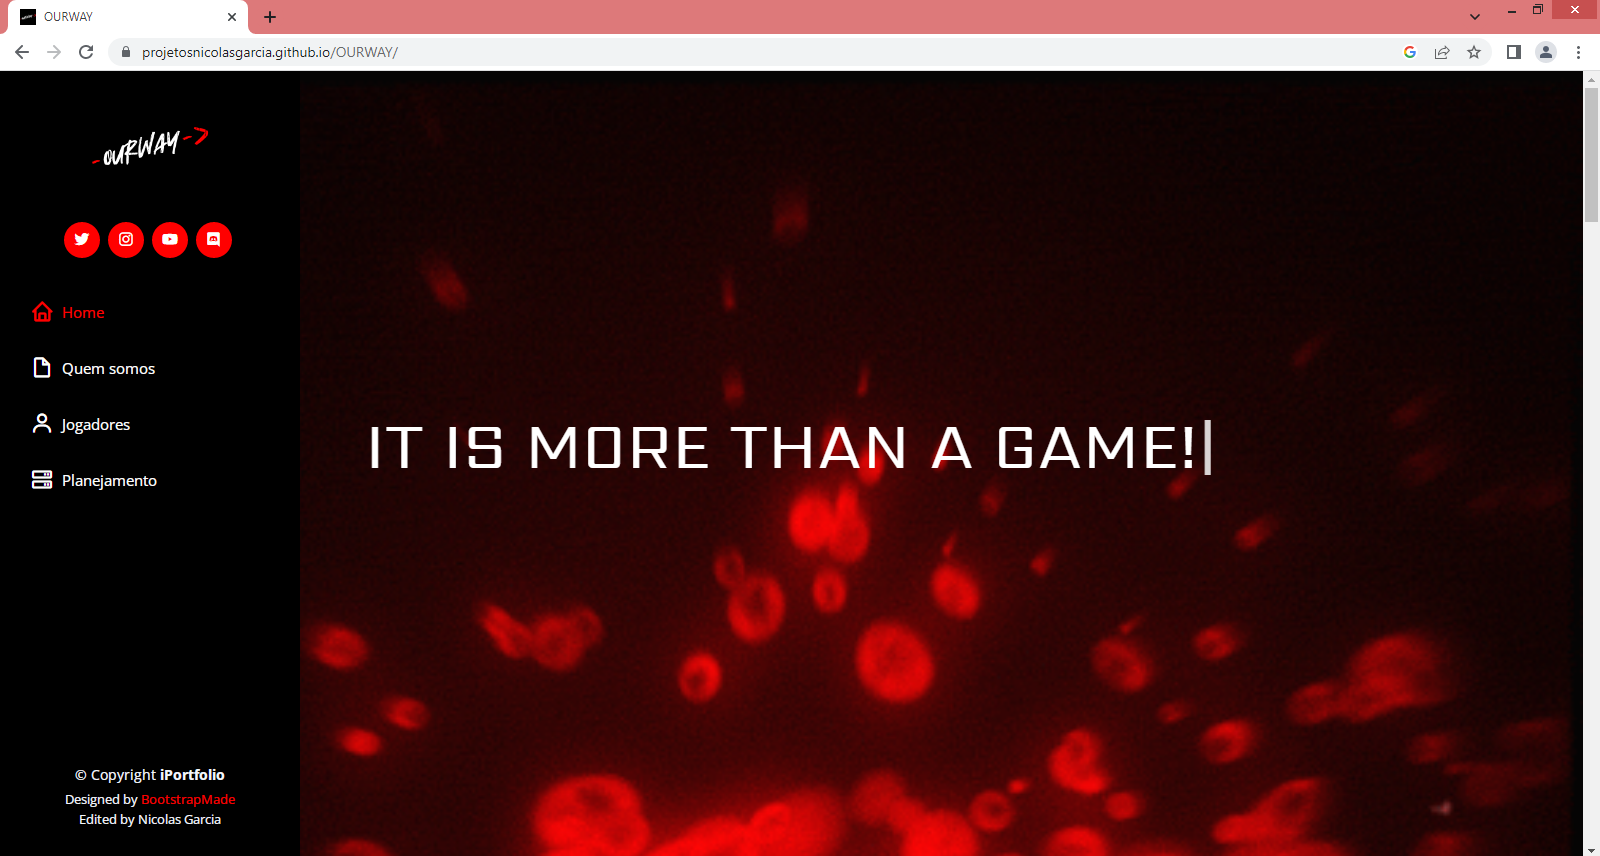 OURWAY
projetosnicolasgarcia.github.io/OURWAY/
-OURWAY->
Home
Quem somos
Jogadores
Planejamento
IT IS MORE THAN A GAME!|
© Copyright iPortfolio
Designed by BootstrapMade
Edited by Nicolas Garcia